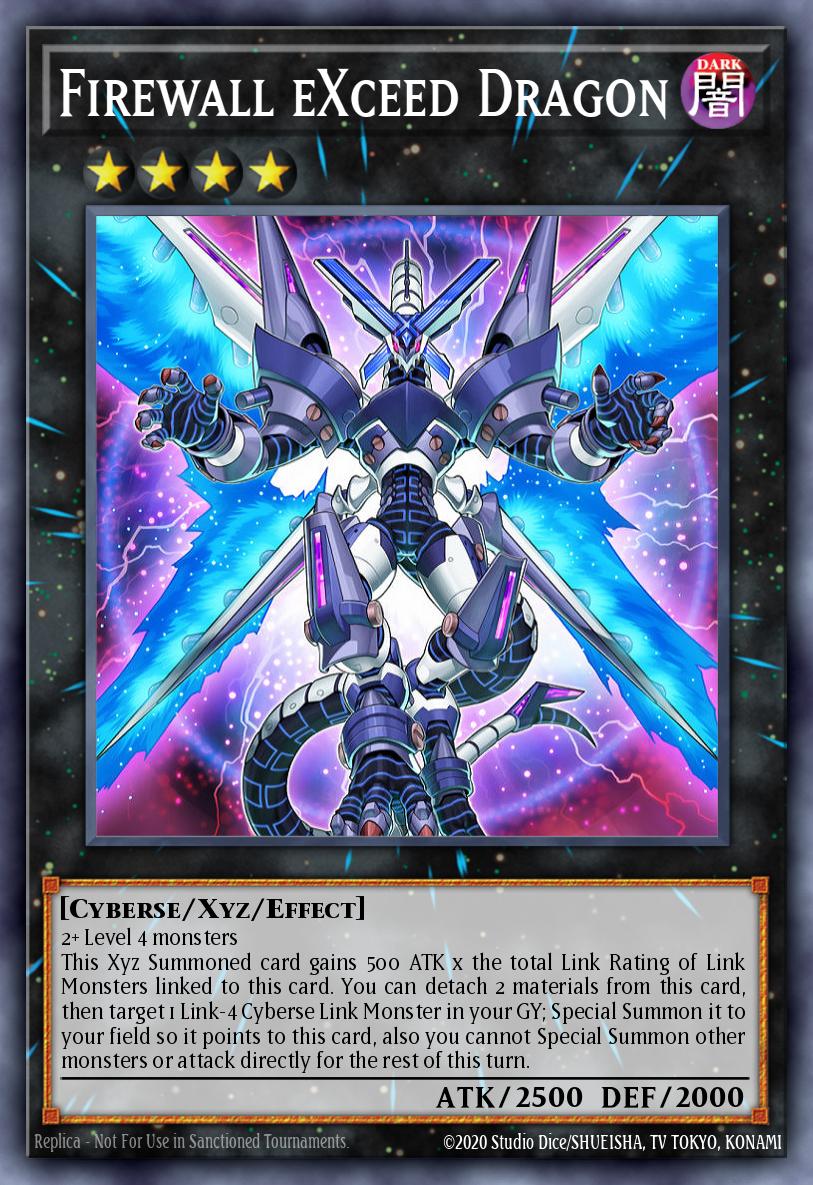 Firewall eXceed Dragon
DARK
闇
[Cyberse/Xyz/Effect]
2+ Level 4 monsters
This Xyz Summoned card gains 500 ATK x the total Link Rating of Link
Monsters linked to this card. You can detach 2 materials from this card,
then target 1 Link-4 Cyberse Link Monster in your GY; Special Summon it to
your field so it points to this card, also you cannot Special Summon other
monsters or attack directly for the rest of this turn.
ATK/2500 DEF/2000
Replica - Not For Use in Sanctioned Tournaments.
©2020 Studio Dice/SHUEISHA, TV TOKYO, KONAMI